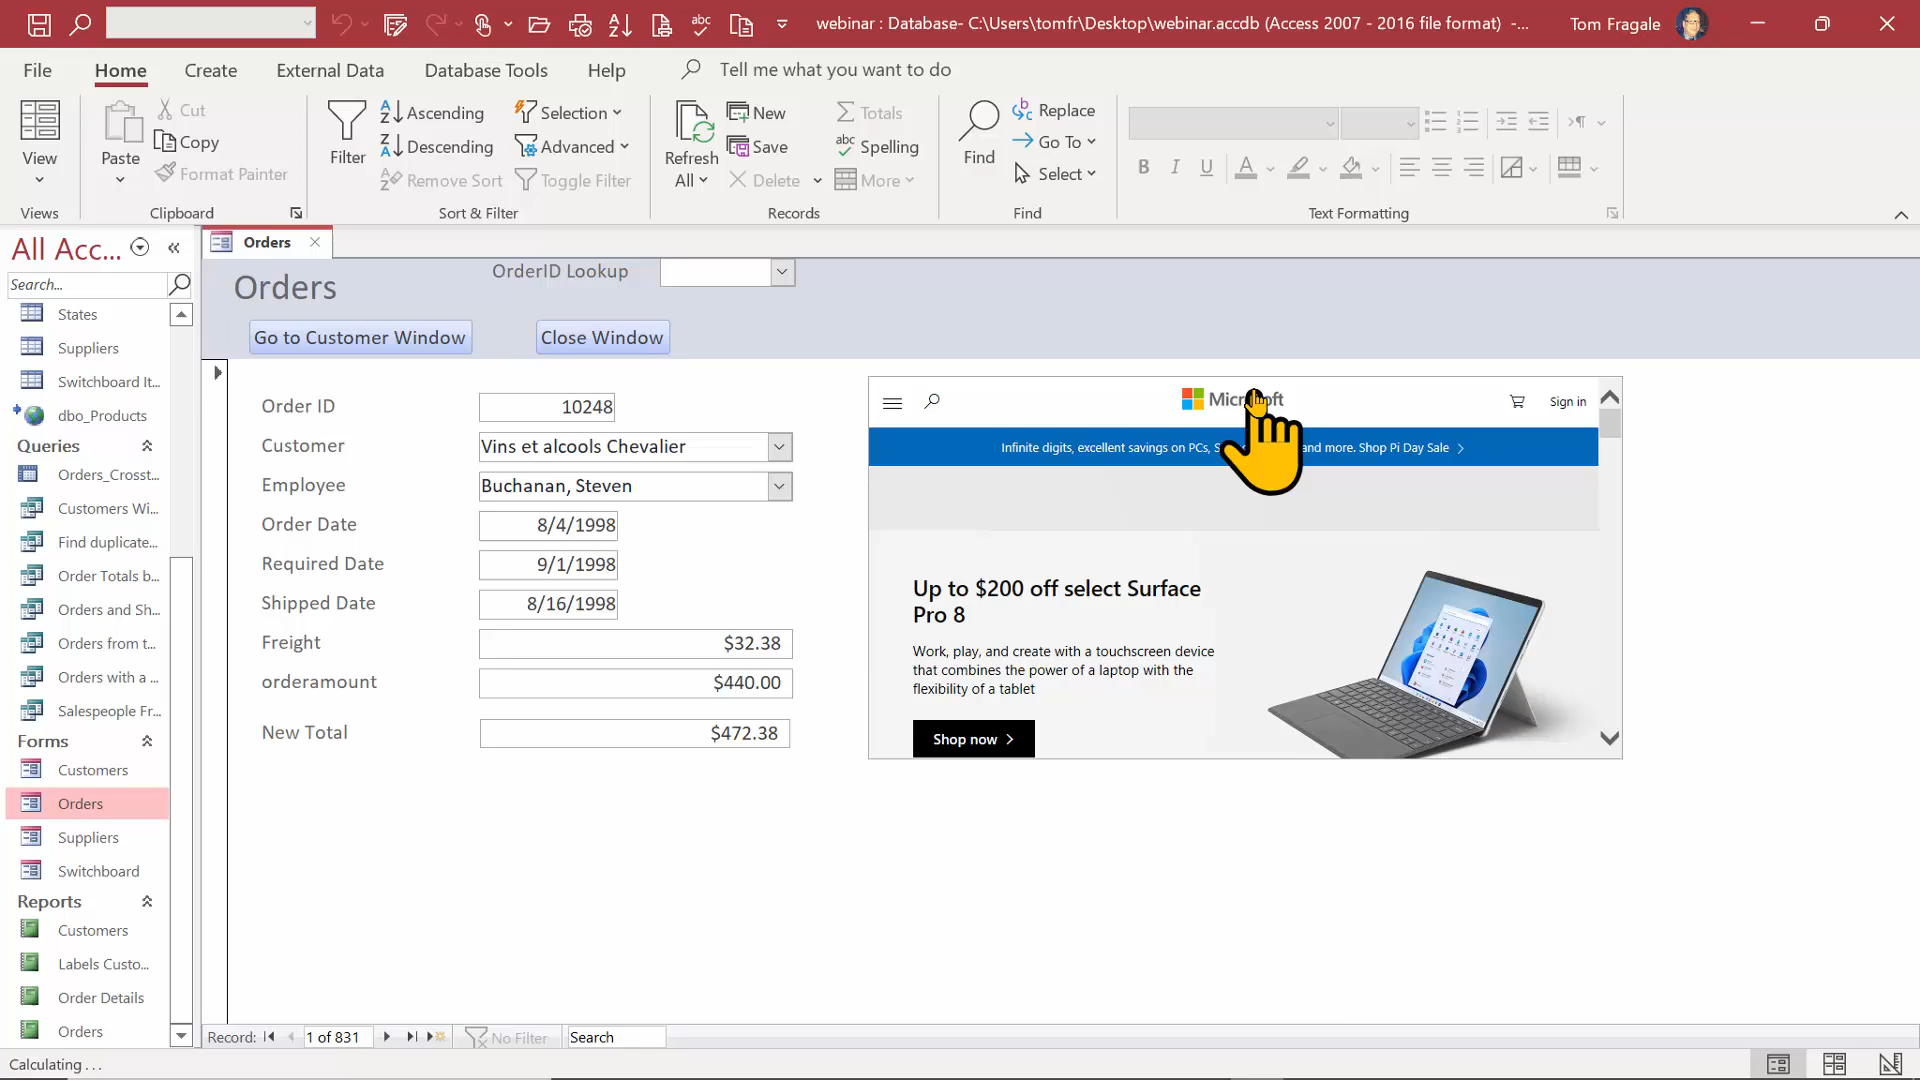 webinar : Database- C:\Users\tomfr\Desktop\webinar.accdb (Access 2007 - 2016 file format) -...
Tom Fragale
File
Home
Create
External Data
Database Tools
Help
Tell me what you want to do
View
Views
Paste
Cut
Copy
Format Painter
Clipboard
Filter
Ascending
Descending
Remove Sort
Selection
Advanced
Toggle Filter
Sort & Filter
Refresh
All
New
Save
Delete
Totals
Spelling
More
Records
Find
Replace
Go To
Select
Find
B I U A
Text Formatting
All Acc...
Search...
States
Suppliers
Switchboard It...
dbo_Products
Queries
Orders_Crosst...
Customers Wi...
Find duplicate...
Order Totals b...
Orders and Sh...
Orders from t...
Orders with a ...
Salespeople Fr...
Forms
Customers
Orders
Suppliers
Switchboard
Reports
Customers
Labels Custo...
Order Details
Orders
Orders
Orders
OrderID Lookup
Go to Customer Window
Close Window
Order ID 10248
Customer Vins et alcools Chevalier
Employee Buchanan, Steven
Order Date 8/4/1998
Required Date 9/1/1998
Shipped Date 8/16/1998
Freight $32.38
orderamount $440.00
New Total $472.38
Sign in
Infinite digits, excellent savings on PCs, and more. Shop Pi Day Sale
Up to $200 off select Surface
Pro 8
Work, play, and create with a touchscreen device
that combines the power of a laptop with the
flexibility of a tablet
Shop now
Record: 1 of 831 No Filter Search
Calculating . . .